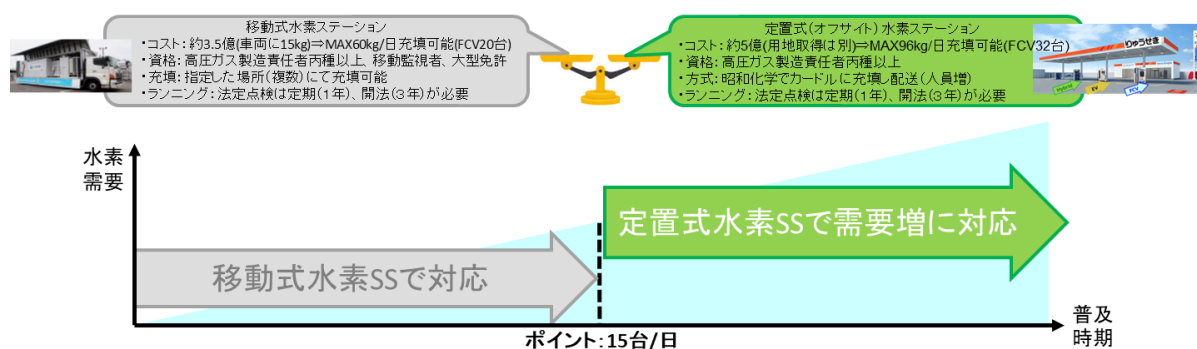 移動式水素ステーション
・コスト:約3.5億(車両に15kg)⇒MAX60kg/日充填可能(FCV20台)
・資格:高圧ガス製造責任者丙種以上、移動監視者、大型免許
・充填:指定した場所(複数)にて充填可能
・ランニング:法定点検は定期(1年)、開法(3年)が必要
定置式(オフサイト)水素ステーション
・コスト:約5億(用地取得は別)⇒MAX96kg/日充填可能(FCV32台)
・資格:高圧ガス製造責任者丙種以上
・方式:昭和化学でカードルに充填し配送(人員増)
・ランニング:法定点検は定期(1年)、開法(3年)が必要
りゅうせき
Hybrid
EV
FCV
水素
需要
定置式水素SSで需要増に対応
移動式水素SSで対応
ポイント:15台/日
普及
時期